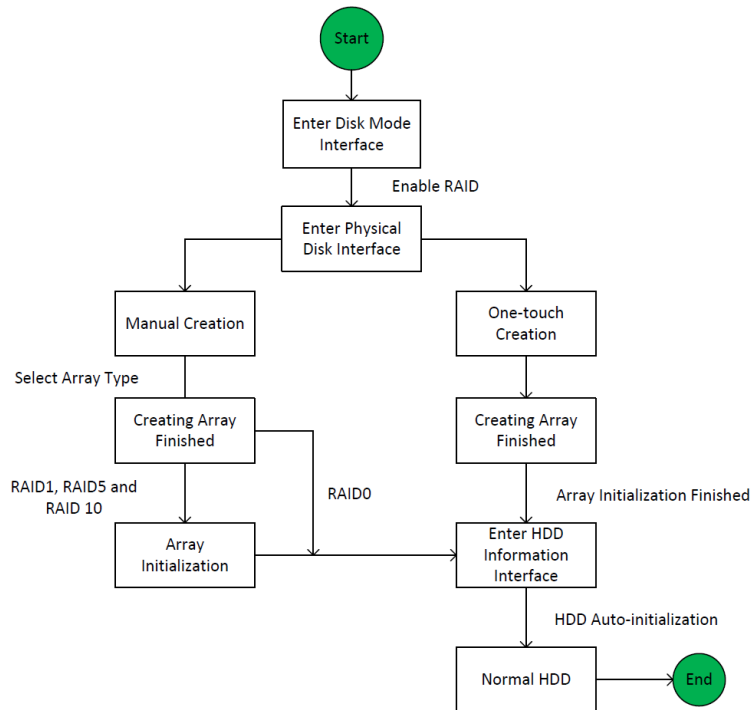 Start
Enter Disk Mode
Interface
Enable RAID
Enter Physical
Disk Interface
Manual Creation
One-touch
Creation
Select Array Type
Creating Array
Finished
Creating Array
Finished
RAID1, RAID5 and
RAID 10
RAID0
Array Initialization Finished
Array
Initialization
Enter HDD
Information
Interface
HDD Auto-initialization
Normal HDD
End